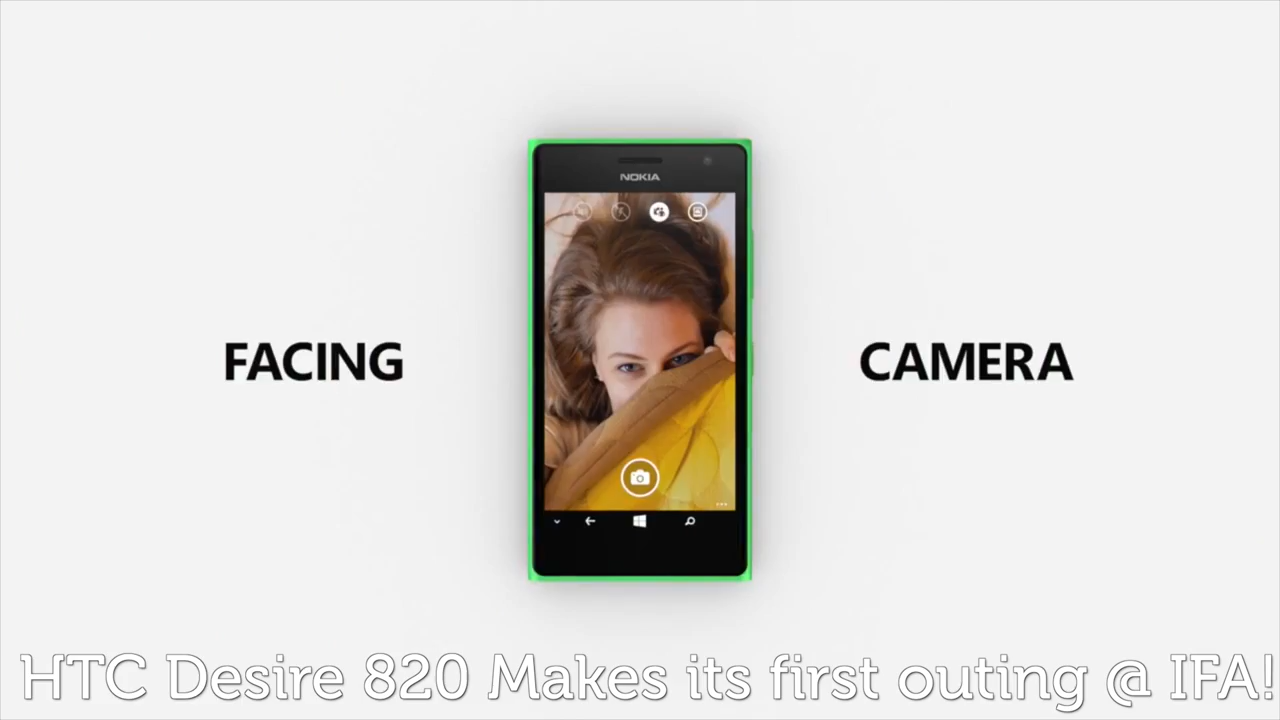 NOKIA
FACING CAMERA
HTC Desire 820 Makes its first outing @ IFA!